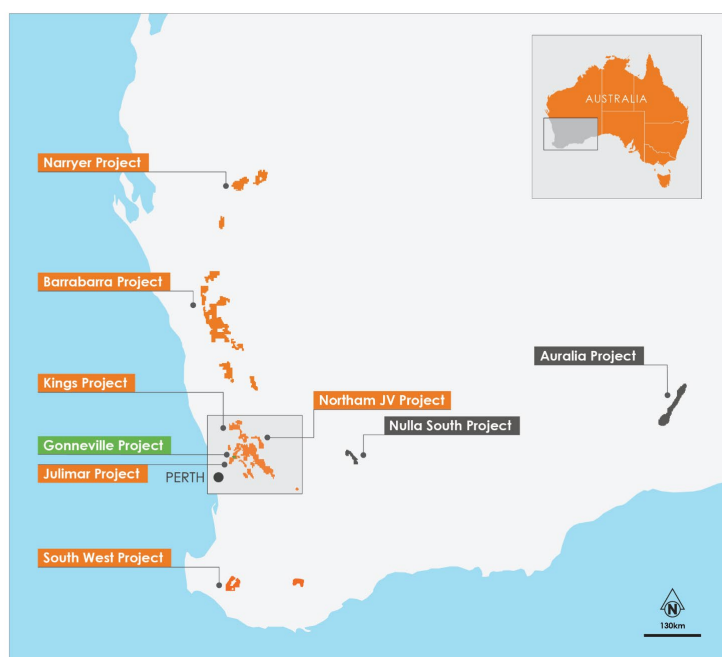 AUSTRALIA
Narryer Project
Barrabarra Project
Auralia Project
Kings Project
Northam JV Project
Nulla South Project
Gonneville Project
Julimar Project
PERTH
South West Project
N
130km